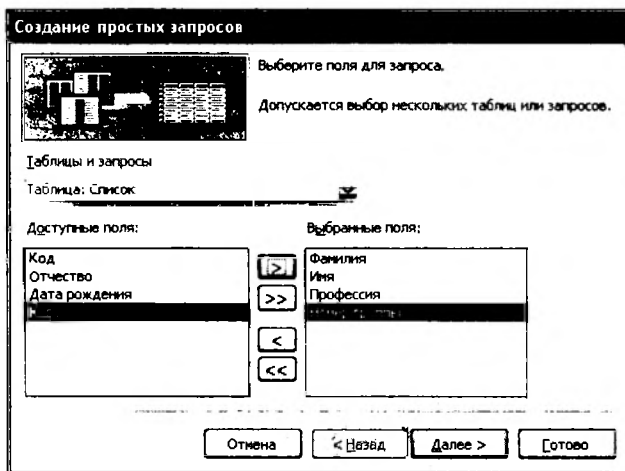 Создание простых запросов
Выберите поля для запроса.
Допускается выбор нескольких таблиц или запросов.
Таблицы и запросы
Таблица: Список
Доступные поля:
Выбранные поля:
Код
Отчество
Дата рождения
>
>>
<
<<
Фамилия
Имя
Профессия
Отмена
< Назад
Далее >
Готово